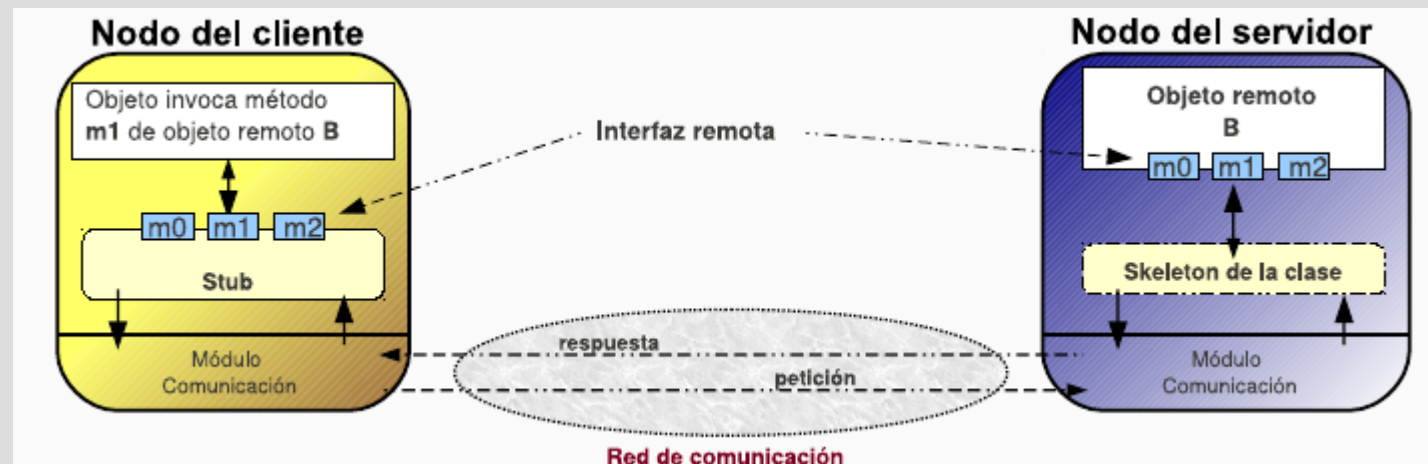 Nodo del cliente
Objeto invoca método
m1 de objeto remoto B
m0 m1 m2
Stub
Módulo
Comunicación
Interfaz remota
respuesta
petición
Red de comunicación
Nodo del servidor
Objeto remoto
B
m0 m1 m2
Skeleton de la clase
Módulo
Comunicación